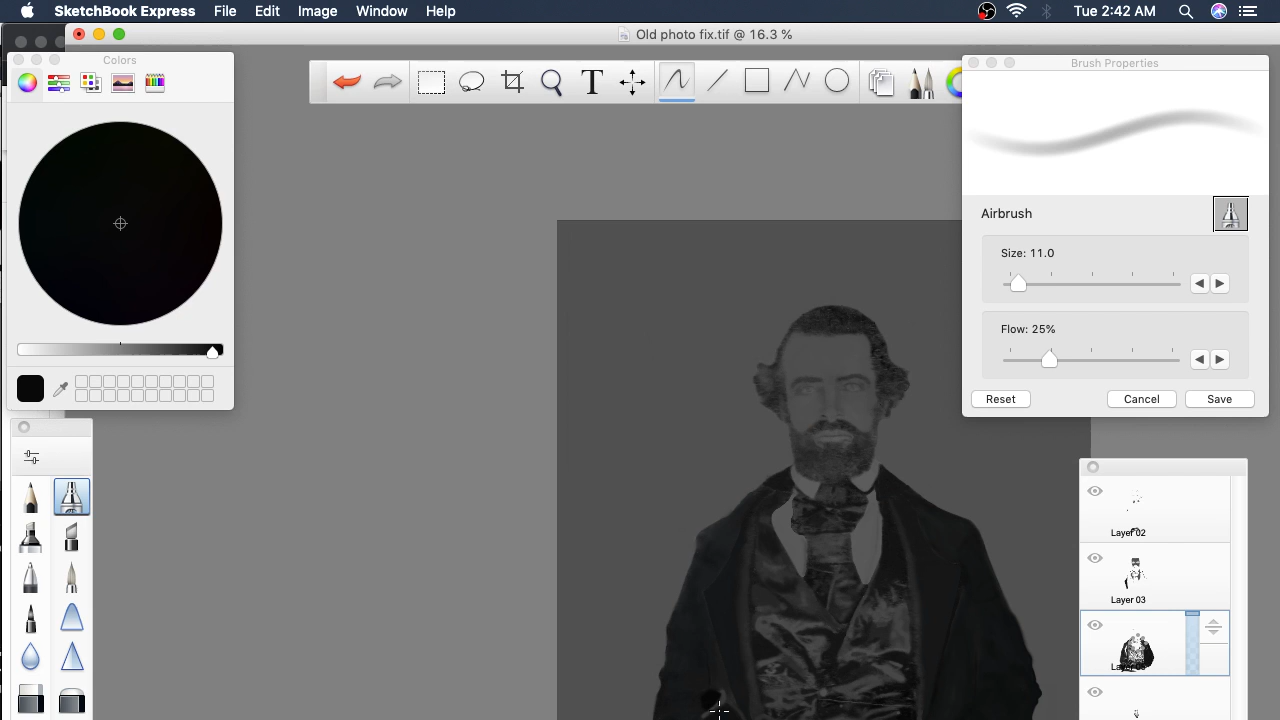 SketchBook Express File Edit Image Window Help Tue 2:42 AM
Old photo fix.tif @ 16.3 %
Colors
T
Brush Properties
Airbrush
Size: 11.0
Flow: 25%
Reset Cancel Save
Layer 02
Layer 03